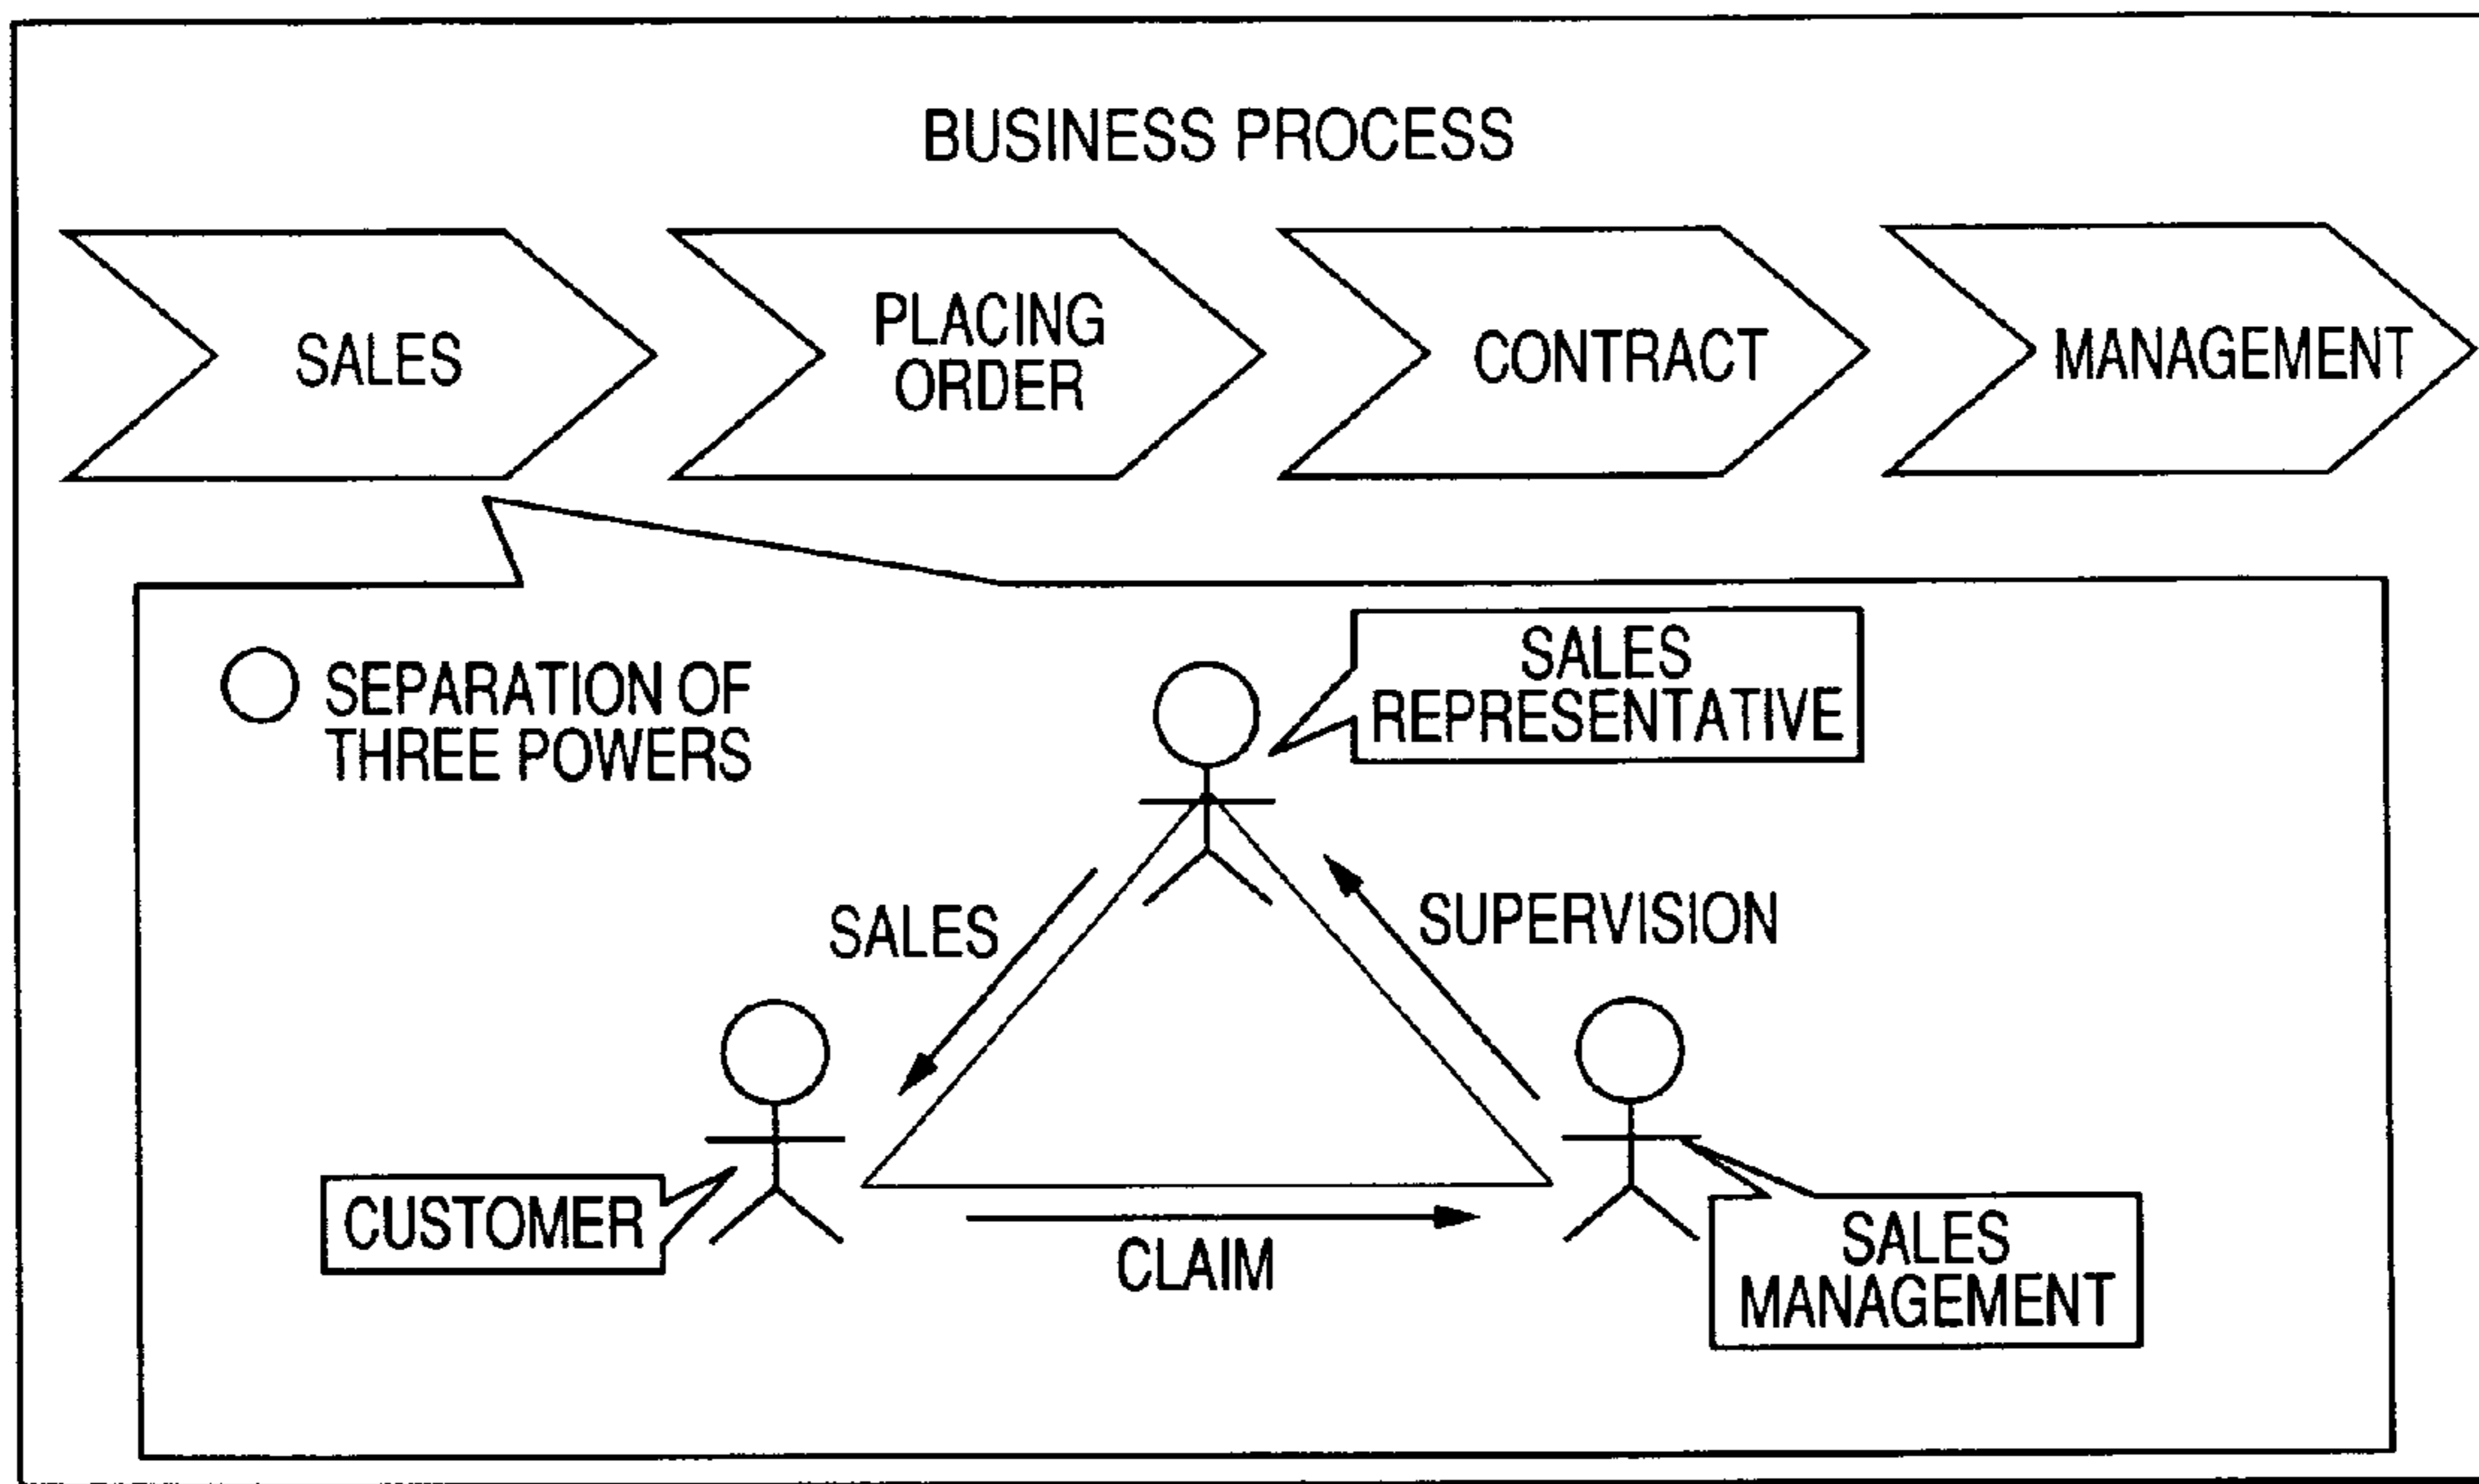 BUSINESS PROCESS
SALES
PLACING
ORDER
CONTRACT
MANAGEMENT
SEPARATION OF
THREE POWERS
SALES
REPRESENTATIVE
SALES
SUPERVISION
CUSTOMER
CLAIM
SALES
MANAGEMENT